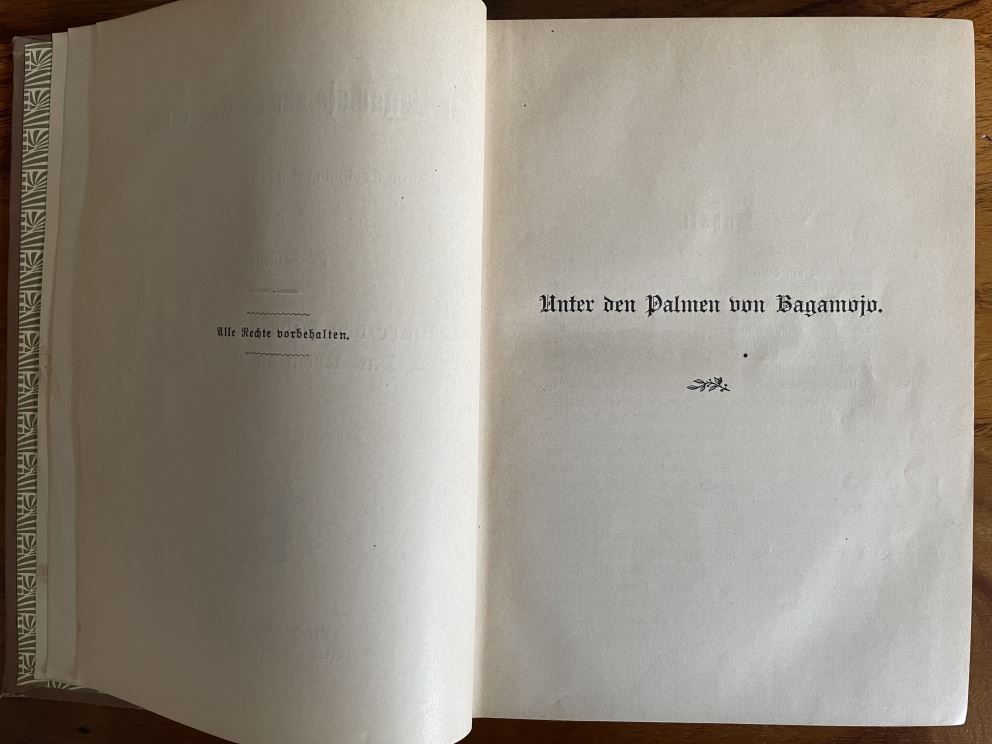 Alle Rechte vorbehalten.
Unter den Palmen von Bagamojo.